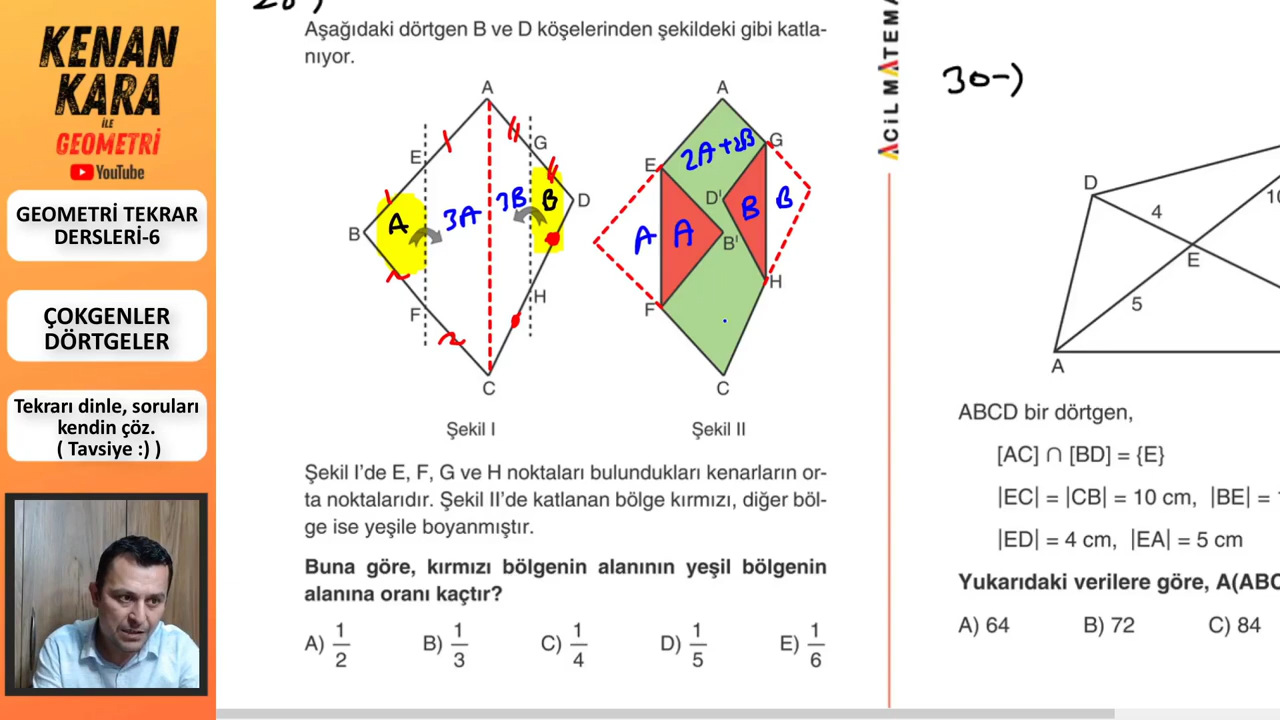 KENAN
KARA
İLE
GEOMETRİ
YouTube
GEOMETRİ TEKRAR
DERSLERİ-6
ÇOKGENLER
DÖRTGELER
Tekrarı dinle, soruları
kendin çöz.
( Tavsiye :) )
Aşağıdaki dörtgen B ve D köşelerinden şekildeki gibi katla-
nıyor.
A
E
G
B
A
3A
3B
B
D
F
H
C
Şekil I
A
2A+2B
G
E
D'
B
B
A
A
B'
H
F
C
Şekil II
Şekil I'de E, F, G ve H noktaları bulundukları kenarların or-
ta noktalarıdır. Şekil II'de katlanan bölge kırmızı, diğer böl-
ge ise yeşile boyanmıştır.
Buna göre, kırmızı bölgenin alanının yeşil bölgenin
alanına oranı kaçtır?
A) 1/2 B) 1/3 C) 1/4 D) 1/5 E) 1/6
ACİL MATEMA
30-)
D
4
10
E
5
A
ABCD bir dörtgen,
[AC] ∩ [BD] = {E}
|EC| = |CB| = 10 cm, |BE| =
|ED| = 4 cm, |EA| = 5 cm
Yukarıdaki verilere göre, A(ABC
A) 64 B) 72 C) 84